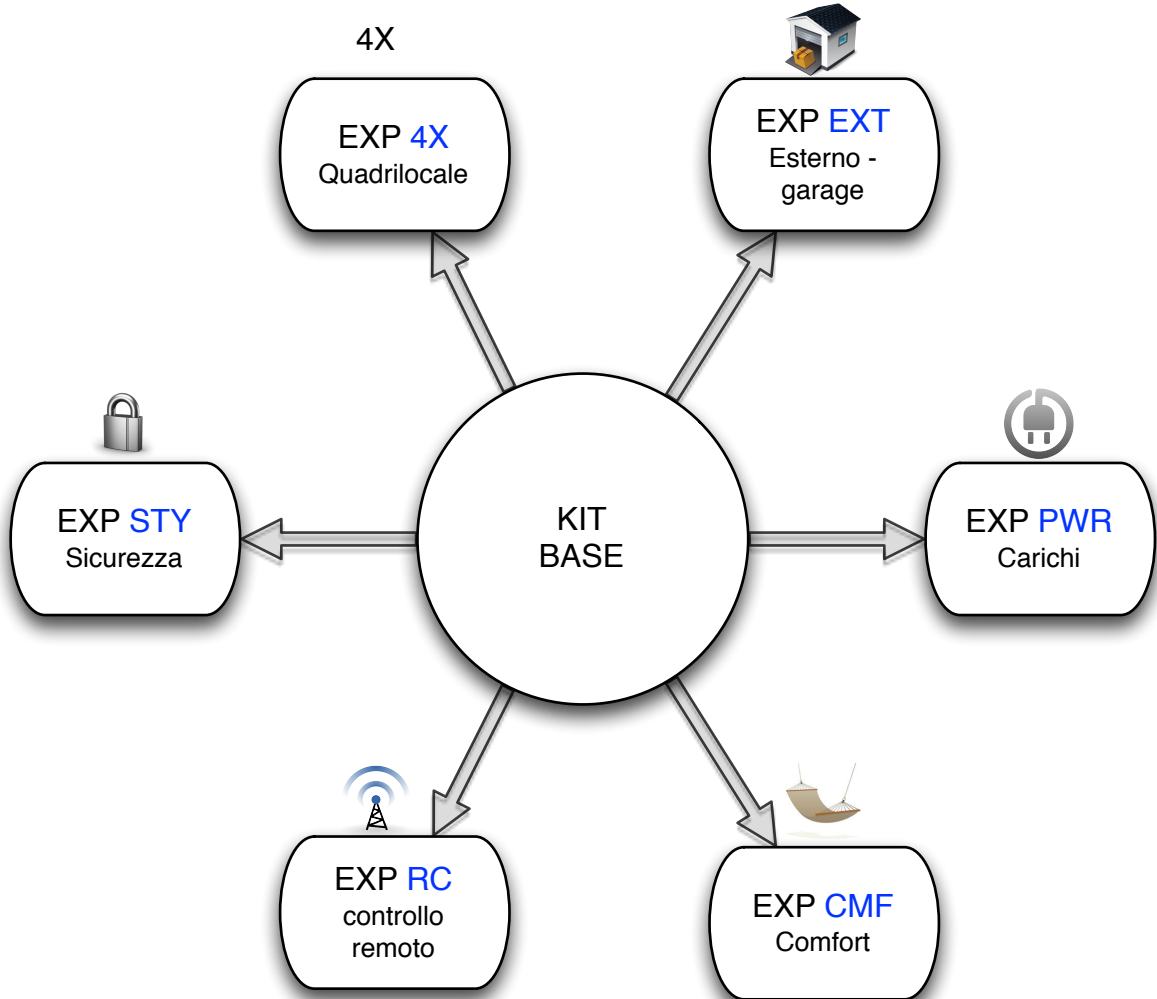 4X
EXP 4X
Quadrilocale
EXP EXT
Esterno -
garage
EXP STY
Sicurezza
KIT
BASE
EXP PWR
Carichi
EXP RC
controllo
remoto
EXP CMF
Comfort